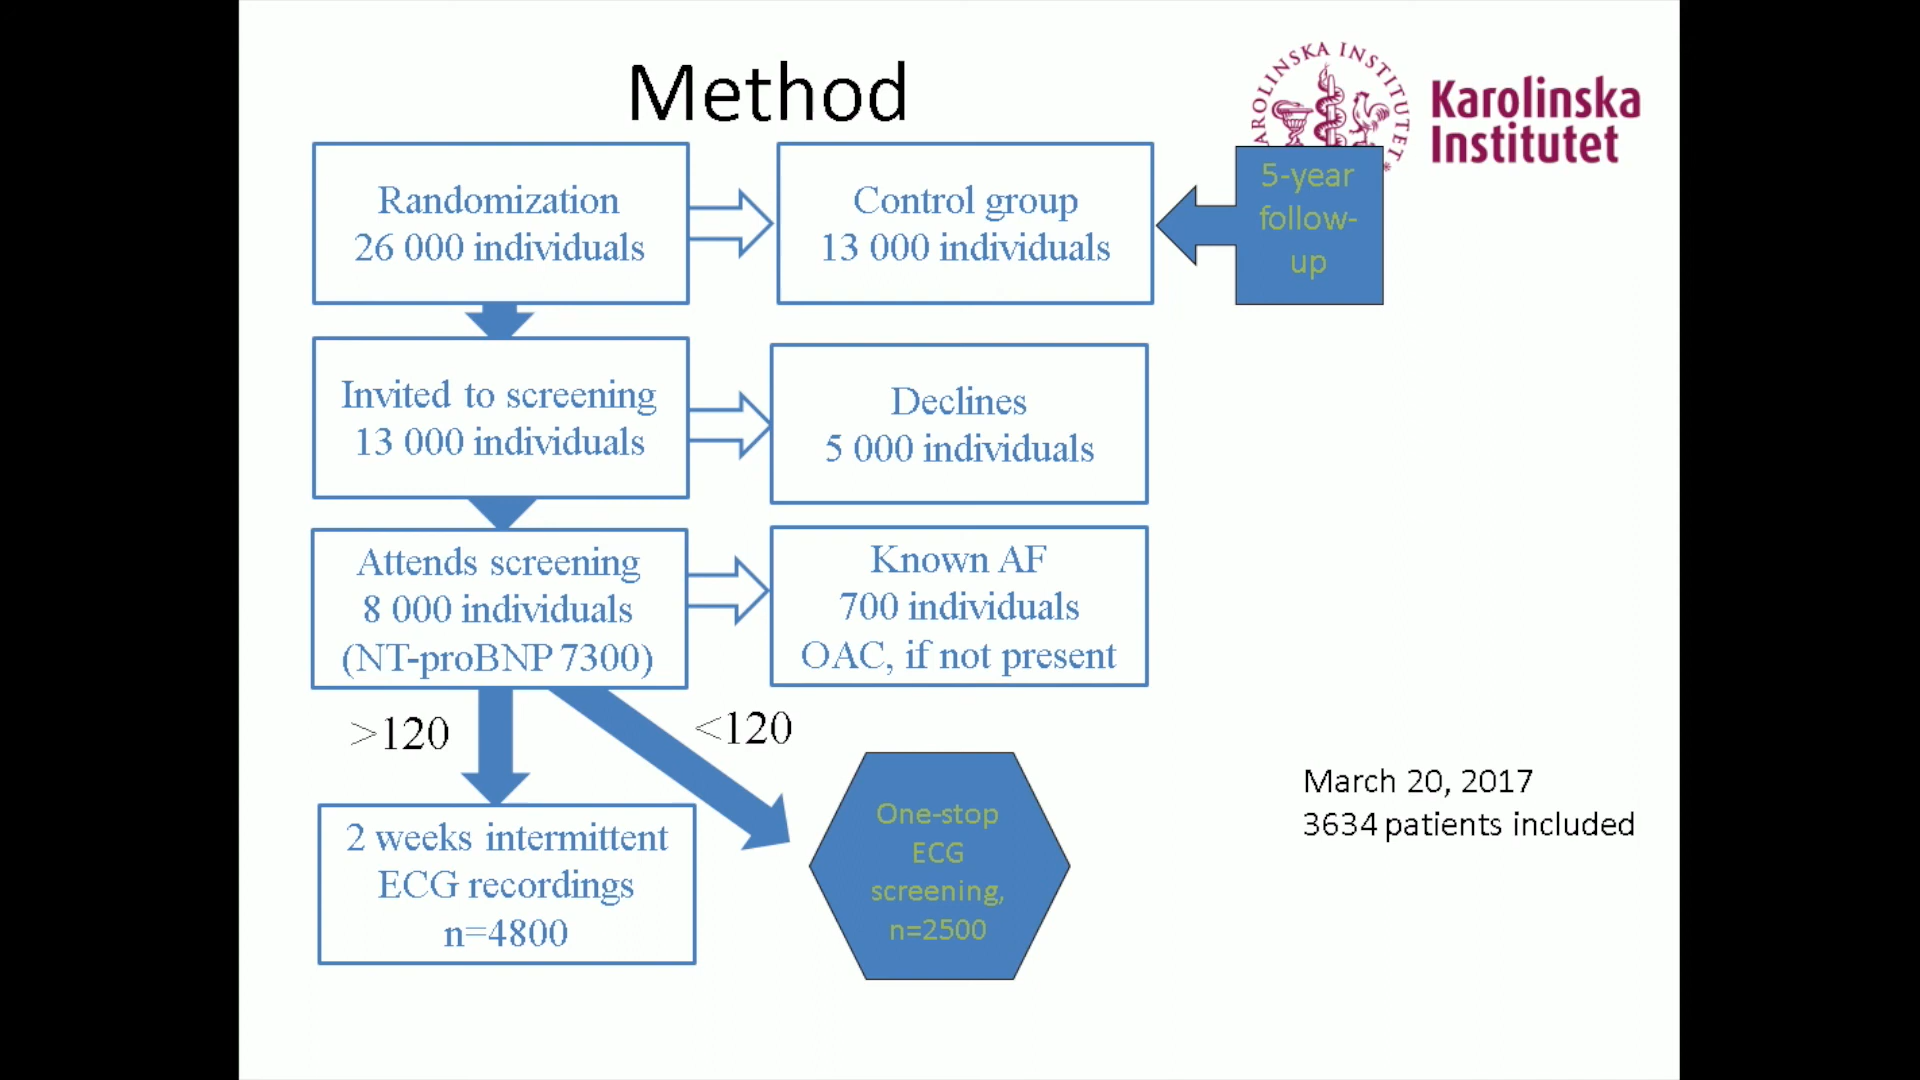 Method
KAROLINSKA INSTITUTET
Karolinska
Institutet
Randomization
26 000 individuals
Control group
13 000 individuals
5-year
follow-
up
Invited to screening
13 000 individuals
Declines
5 000 individuals
Attends screening
8 000 individuals
(NT-proBNP 7300)
Known AF
700 individuals
OAC, if not present
>120
<120
2 weeks intermittent
ECG recordings
n=4800
One-stop
ECG
screening,
n=2500
March 20, 2017
3634 patients included